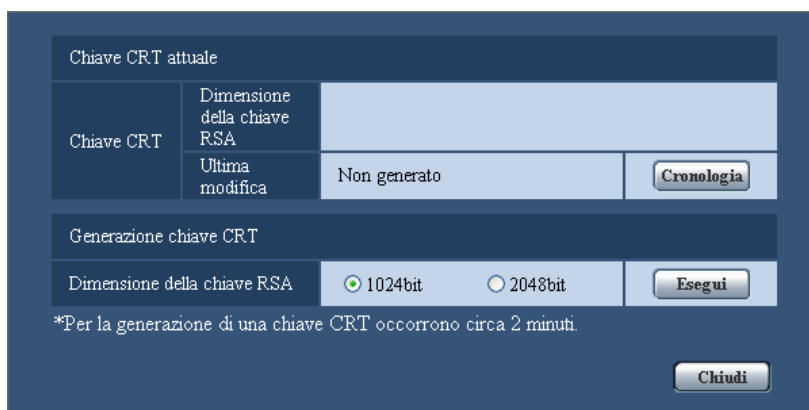 Chiave CRT attuale
Chiave CRT
Dimensione
della chiave
RSA
Ultima
modifica
Non generato
Cronologia
Generazione chiave CRT
Dimensione della chiave RSA
1024bit
2048bit
Esegui
*Per la generazione di una chiave CRT occorrono circa 2 minuti.
Chiudi